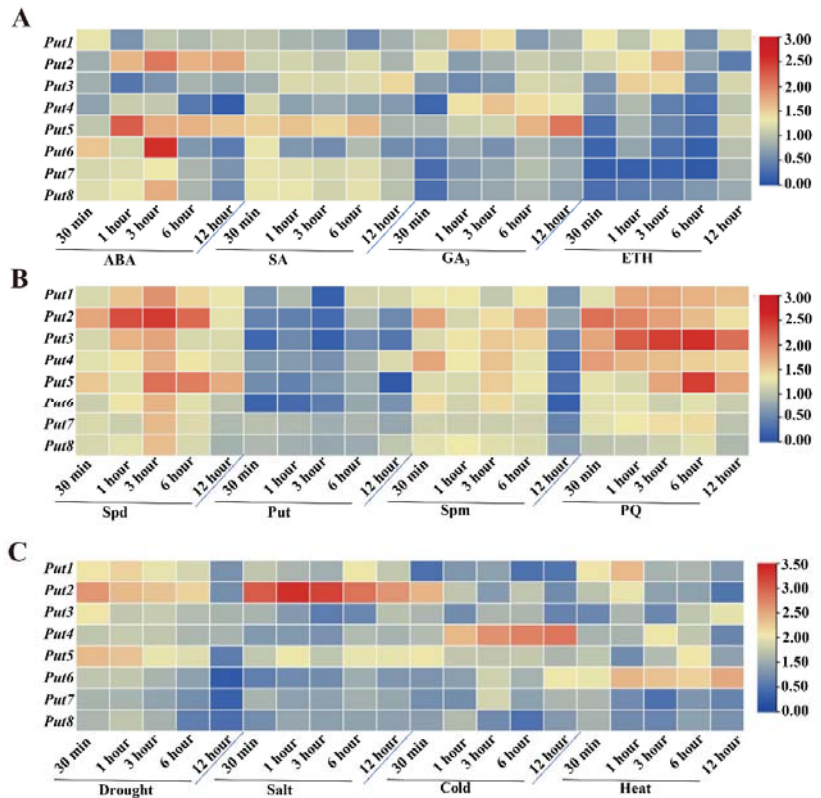 A
Put1
Put2
Put3
Put4
Put5
Put6
Put7
Put8
3.00
2.50
2.00
1.50
1.00
0.50
0.00
30 min 1 hour 3 hour 6 hour 12 hour 30 min 1 hour 3 hour 6 hour 12 hour 30 min 1 hour 3 hour 6 hour 12 hour 30 min 1 hour 3 hour 6 hour 12 hour
ABA SA GA₃ ETH
B
Put1
Put2
Put3
Put4
Put5
Put6
Put7
Put8
3.00
2.50
2.00
1.50
1.00
0.50
0.00
30 min 1 hour 3 hour 6 hour 12 hour 30 min 1 hour 3 hour 6 hour 12 hour 30 min 1 hour 3 hour 6 hour 12 hour 30 min 1 hour 3 hour 6 hour 12 hour
Spd Put Spm PQ
C
Put1
Put2
Put3
Put4
Put5
Put6
Put7
Put8
3.50
2.50
2.00
1.50
1.00
0.50
0.00
30 min 1 hour 3 hour 6 hour 12 hour 30 min 1 hour 3 hour 6 hour 12 hour 30 min 1 hour 3 hour 6 hour 12 hour 30 min 1 hour 3 hour 6 hour 12 hour
Drought Salt Cold Heat